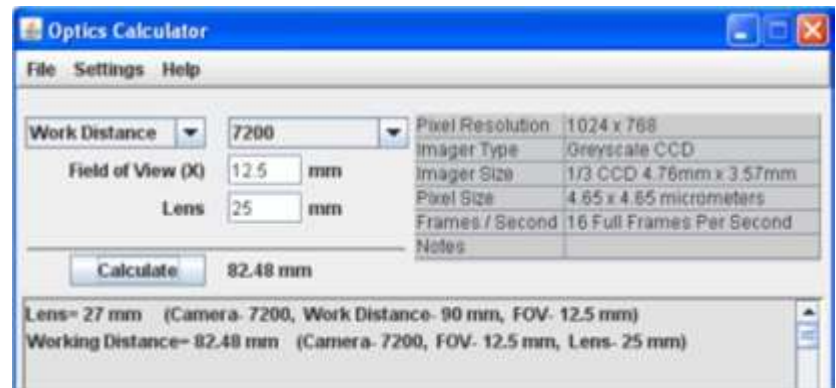 Optics Calculator
File Settings Help
Work Distance 7200
Field of View (X) 12.5 mm
Lens 25 mm
Calculate 82.48 mm
Pixel Resolution 1024 x 768
Imager Type Greyscale CCD
Imager Size 1/3 CCD 4.76mm x 3.57mm
Pixel Size 4.65 x 4.65 micrometers
Frames / Second 16 Full Frames Per Second
Notes
Lens= 27 mm (Camera- 7200, Work Distance- 90 mm, FOV- 12.5 mm)
Working Distance= 82.48 mm (Camera- 7200, FOV- 12.5 mm, Lens- 25 mm)